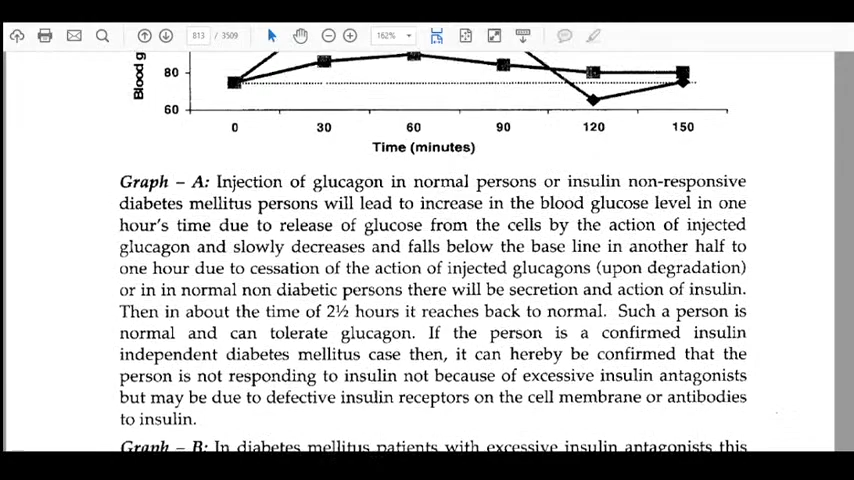 813 / 3509
162%
Blood g
80
60
0 30 60 90 120 150
Time (minutes)
Graph – A: Injection of glucagon in normal persons or insulin non-responsive
diabetes mellitus persons will lead to increase in the blood glucose level in one
hour's time due to release of glucose from the cells by the action of injected
glucagon and slowly decreases and falls below the base line in another half to
one hour due to cessation of the action of injected glucagons (upon degradation)
or in in normal non diabetic persons there will be secretion and action of insulin.
Then in about the time of 2½ hours it reaches back to normal. Such a person is
normal and can tolerate glucagon. If the person is a confirmed insulin
independent diabetes mellitus case then, it can hereby be confirmed that the
person is not responding to insulin not because of excessive insulin antagonists
but may be due to defective insulin receptors on the cell membrane or antibodies
to insulin.
Graph – B: In diabetes mellitus patients with excessive insulin antagonists this